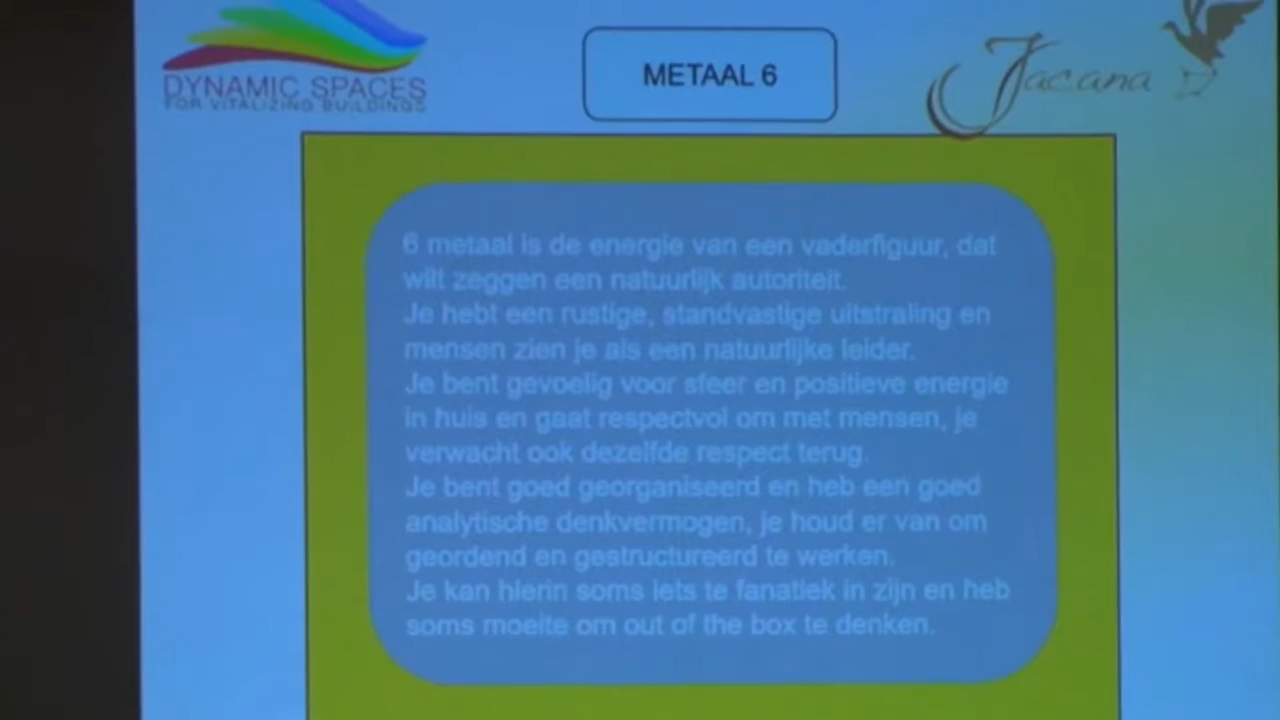 DYNAMIC SPACES
FOR VITALIZING BUILDINGS
METAAL 6
Jacana
6 metaal is de energie van een vaderfiguur, dat
wilt zeggen een natuurlijk autoriteit.
Je hebt een rustige, standvastige uitstraling en
mensen zien je als een natuurlijke leider.
Je bent gevoelig voor sfeer en positieve energie
in huis en gaat respectvol om met mensen, je
verwacht ook dezelfde respect terug.
Je bent goed georganiseerd en heb een goed
analytische denkvermogen, je houd er van om
geordend en gestructureerd te werken.
Je kan hierin soms iets te fanatiek in zijn en heb
soms moeite om out of the box te denken.